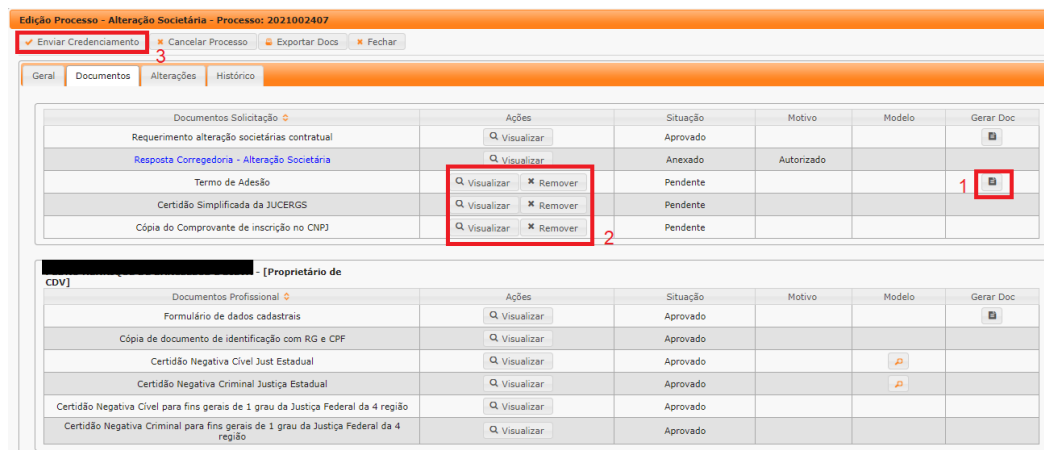 Edição Processo - Alteração Societária - Processo: 2021002407
Enviar Credenciamento Cancelar Processo Exportar Docs Fechar
3
Geral Documentos Alterações Histórico
Documentos Solicitação Ações Situação Motivo Modelo Gerar Doc
Requerimento alteração societárias contratual Visualizar Aprovado
Resposta Corregedoria - Alteração Societária Visualizar Anexado Autorizado
Termo de Adesão Visualizar Remover Pendente 1
Certidão Simplificada da JUCERGS Visualizar Remover Pendente
Cópia do Comprovante de inscrição no CNPJ Visualizar Remover Pendente
2
- [Proprietário de
CDV]
Documentos Profissional Ações Situação Motivo Modelo Gerar Doc
Formulário de dados cadastrais Visualizar Aprovado
Cópia de documento de identificação com RG e CPF Visualizar Aprovado
Certidão Negativa Cível Just Estadual Visualizar Aprovado
Certidão Negativa Criminal Justiça Estadual Visualizar Aprovado
Certidão Negativa Cível para fins gerais de 1 grau da Justiça Federal da 4 região Visualizar Aprovado
Certidão Negativa Criminal para fins gerais de 1 grau da Justiça Federal da 4
região Visualizar Aprovado